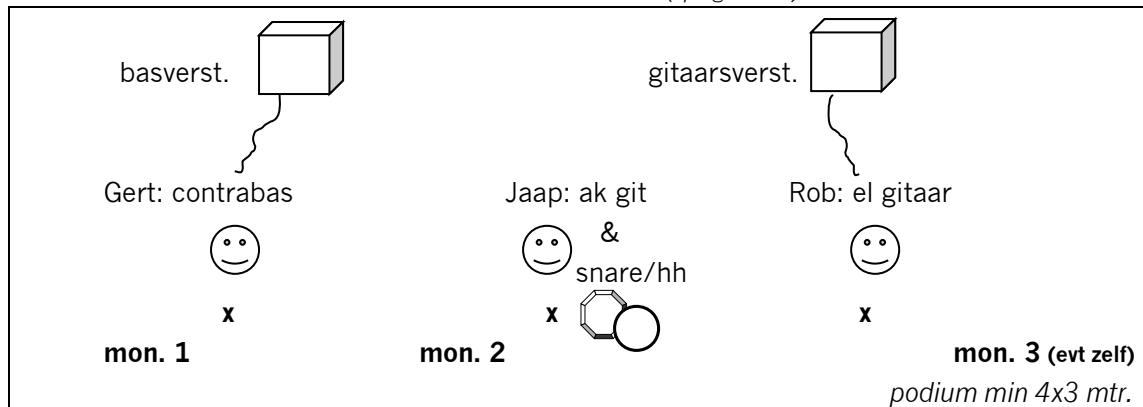 basverst. gitaarsverst.
Gert: contrabas Jaap: ak git Rob: el gitaar
&
snare/hh
x x x
mon. 1 mon. 2 mon. 3 (evt zelf)
podium min 4x3 mtr.